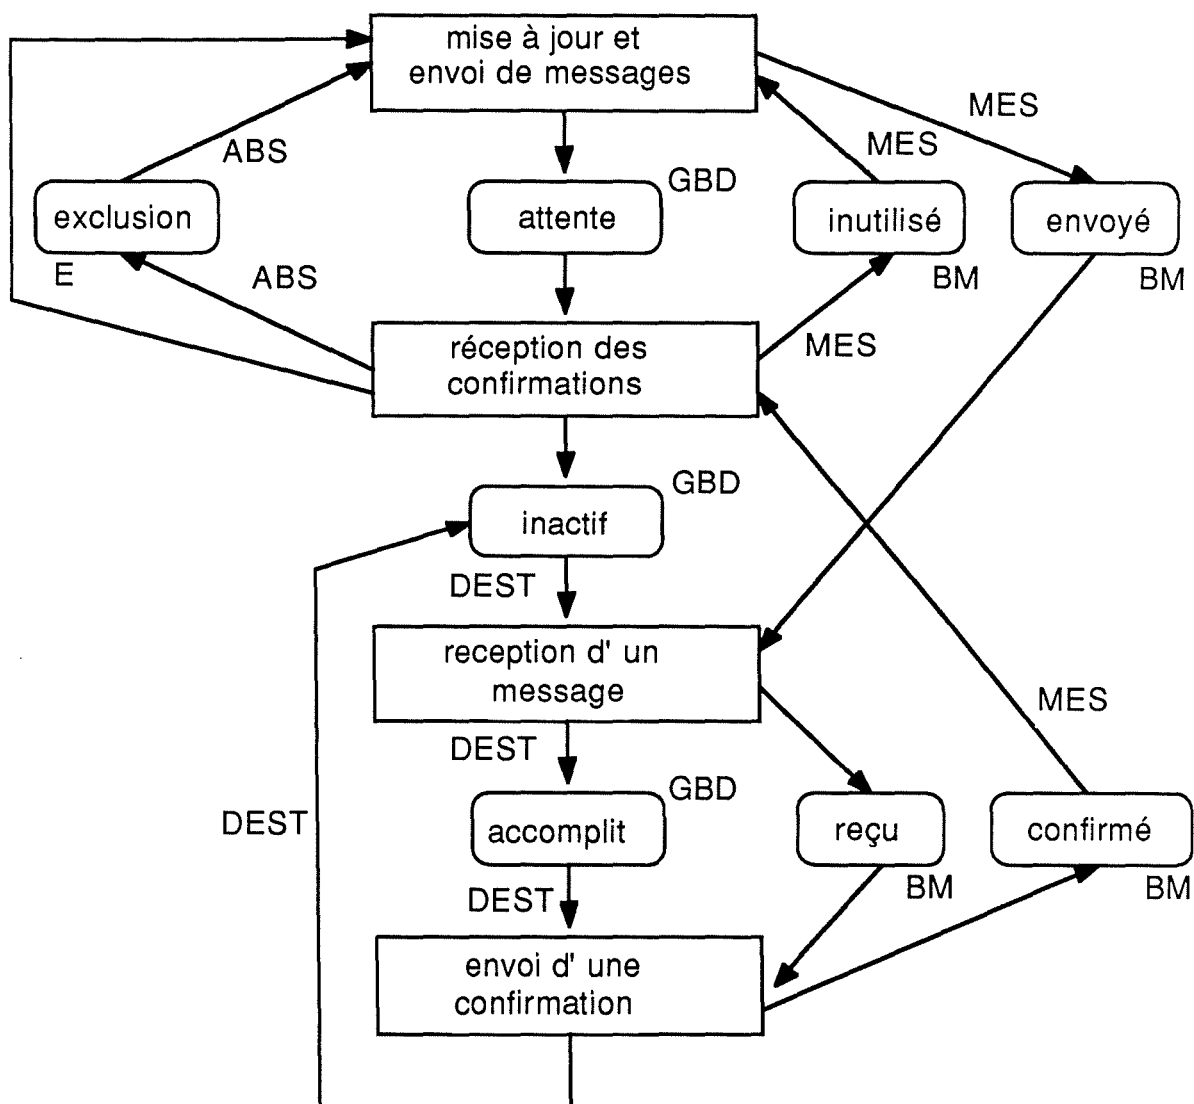 mise à jour et
envoi de messages
MES
ABS
MES
GBD
exclusion
attente
inutilisé
envoyé
E
ABS
BM
BM
réception des
confirmations
MES
GBD
inactif
DEST
reception d' un
message
MES
DEST
GBD
DEST
accomplit
reçu
confirmé
DEST
BM
BM
envoi d' une
confirmation